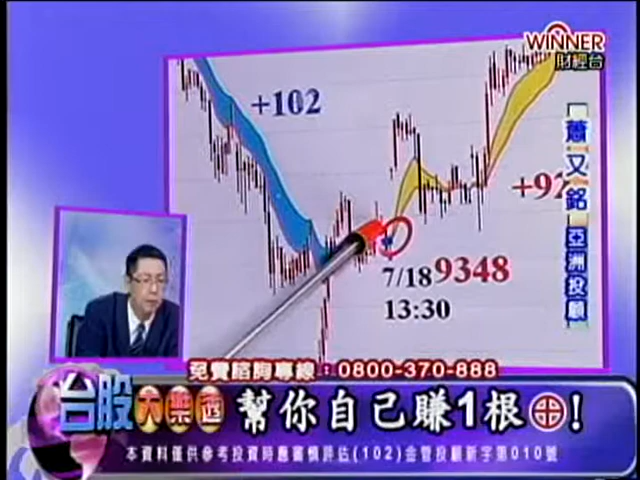 WINNER
財經台
+102
蕭又銘
亞洲投顧
+92
7/18 9348
13:30
免費諮詢專線：0800-370-888
台股大樂透
幫你自己賺1根田!
本資料僅供參考投資時應審慎評估(102)金管投顧新字第010號